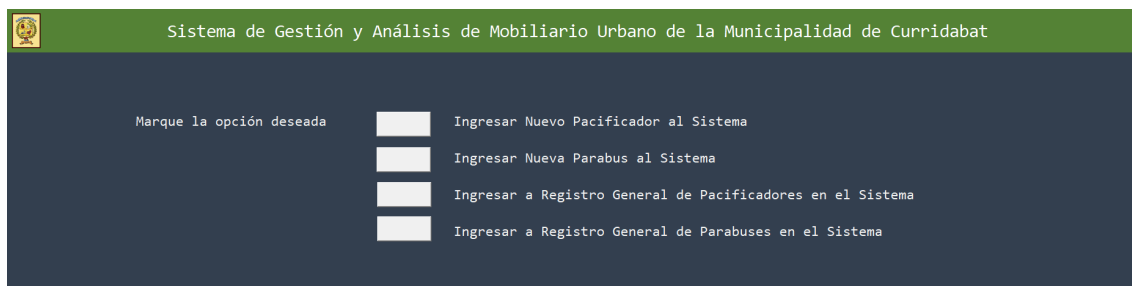 Sistema de Gestión y Análisis de Mobiliario Urbano de la Municipalidad de Curridabat
Marque la opción deseada
Ingresar Nuevo Pacificador al Sistema
Ingresar Nueva Parabus al Sistema
Ingresar a Registro General de Pacificadores en el Sistema
Ingresar a Registro General de Parabuses en el Sistema